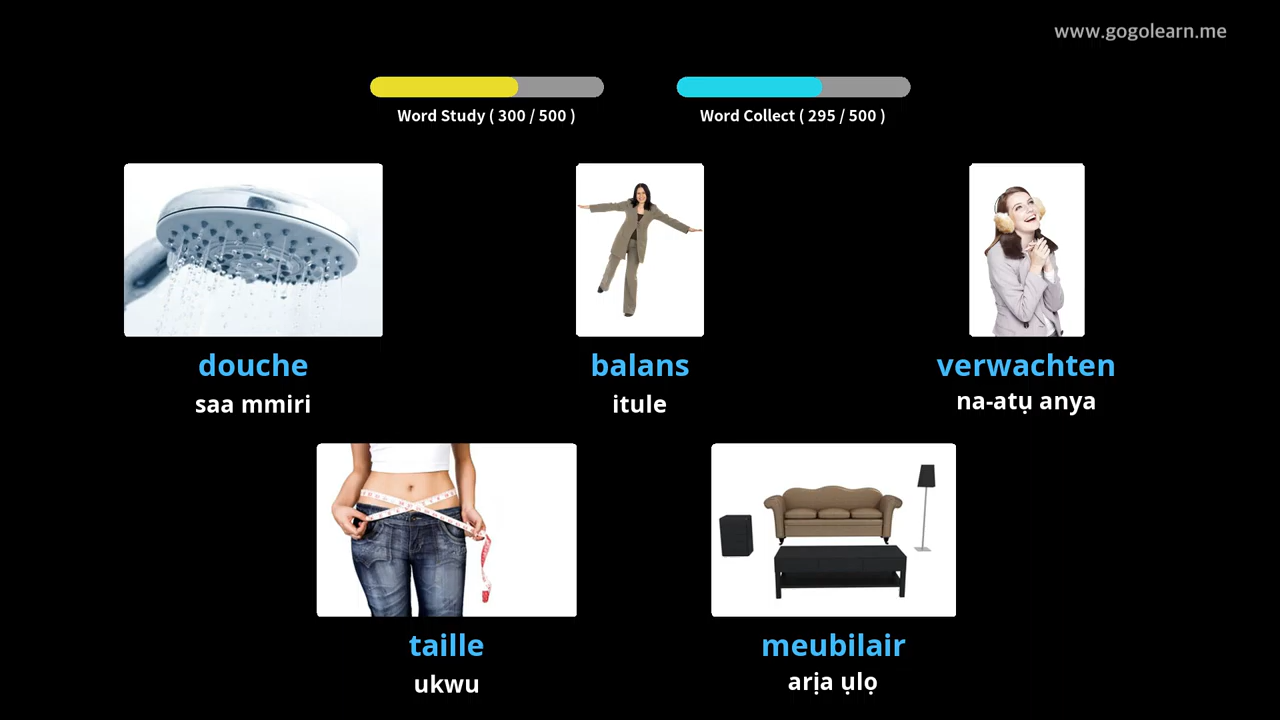 www.gogolearn.me
Word Study ( 300 / 500 )
Word Collect ( 295 / 500 )
douche
saa mmiri
balans
itule
verwachten
na-atụ anya
taille
ukwu
meubilair
arịa ụlọ